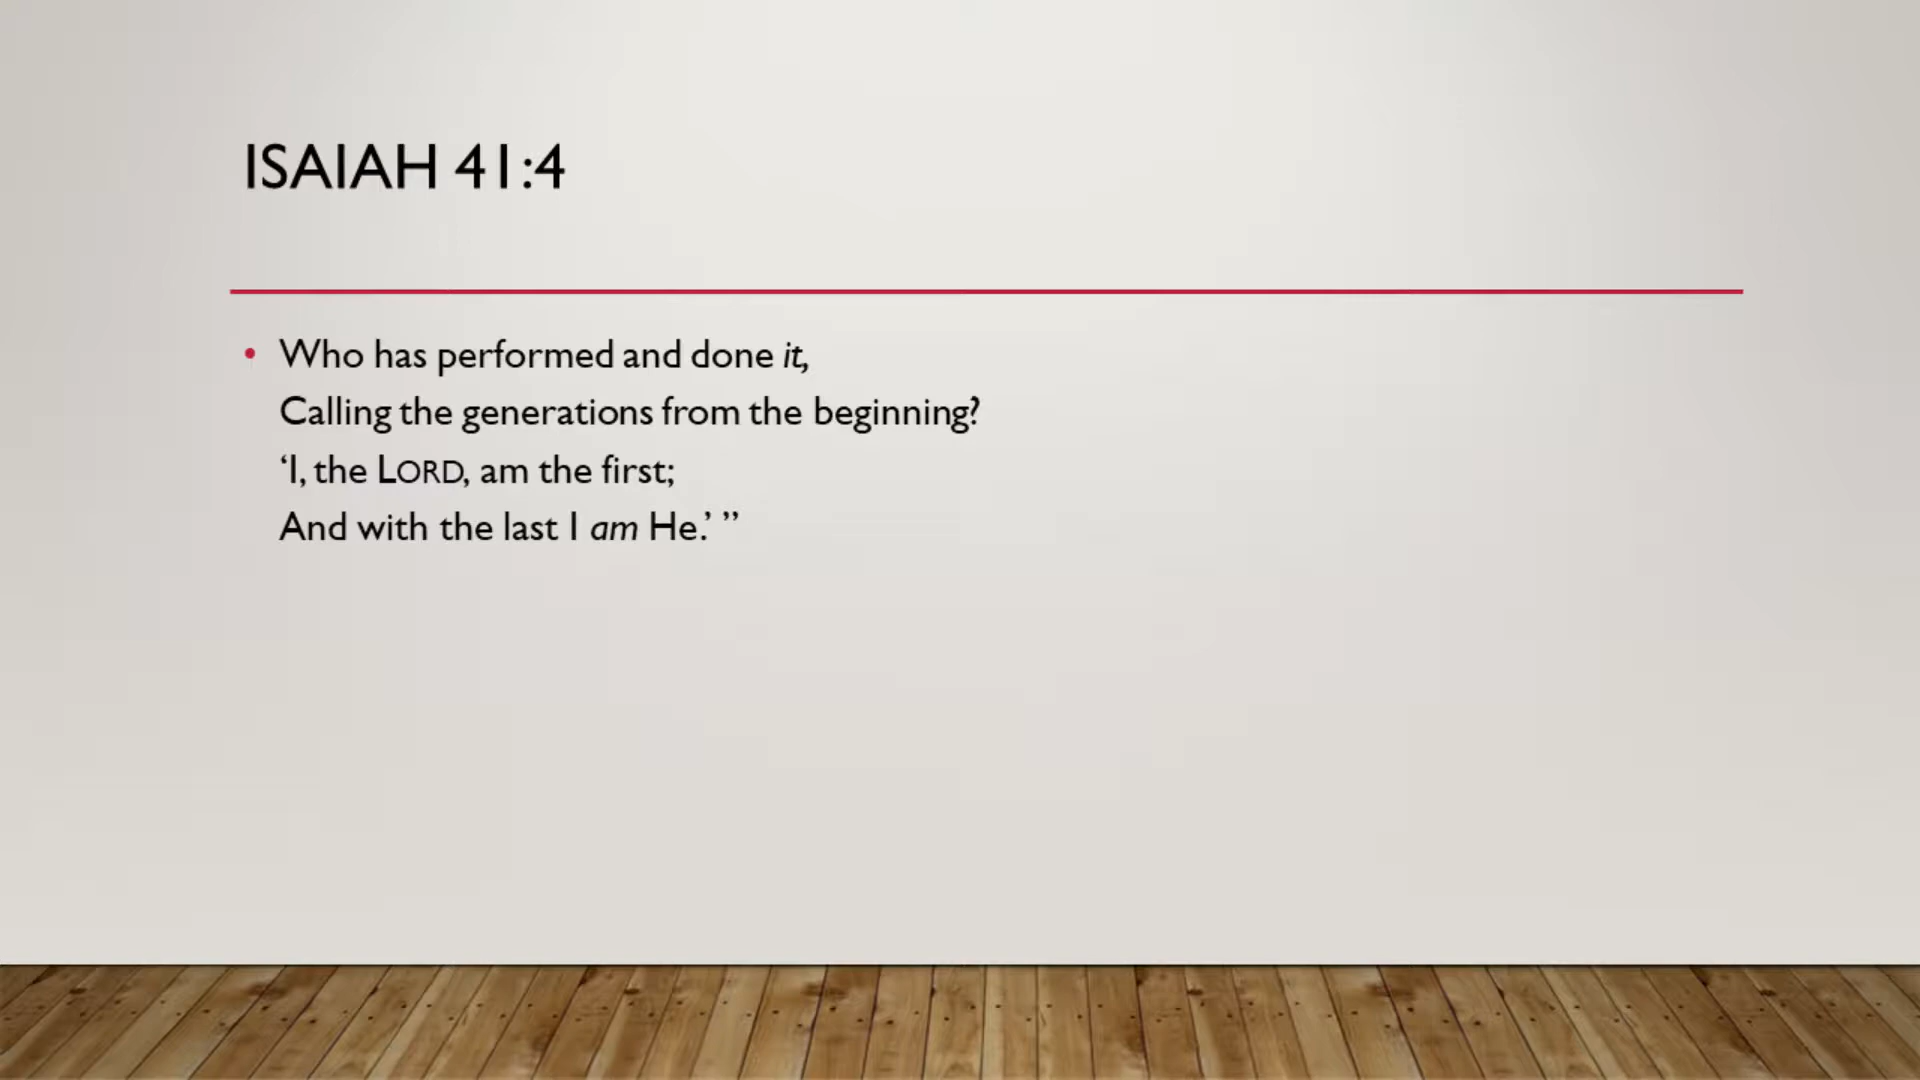 ISAIAH 41:4
• Who has performed and done it,
Calling the generations from the beginning?
‘I, the LORD, am the first;
And with the last I am He.’ ”